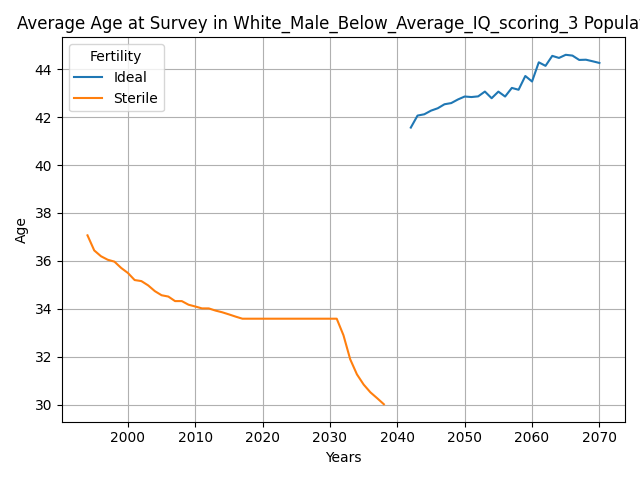 Average Age at Survey in White_Male_Below_Average_IQ_scoring_3 Popula
Fertility
Ideal
Sterile
Age
44
42
40
38
36
34
32
30
2000
2010
2020
2030
2040
2050
2060
2070
Years